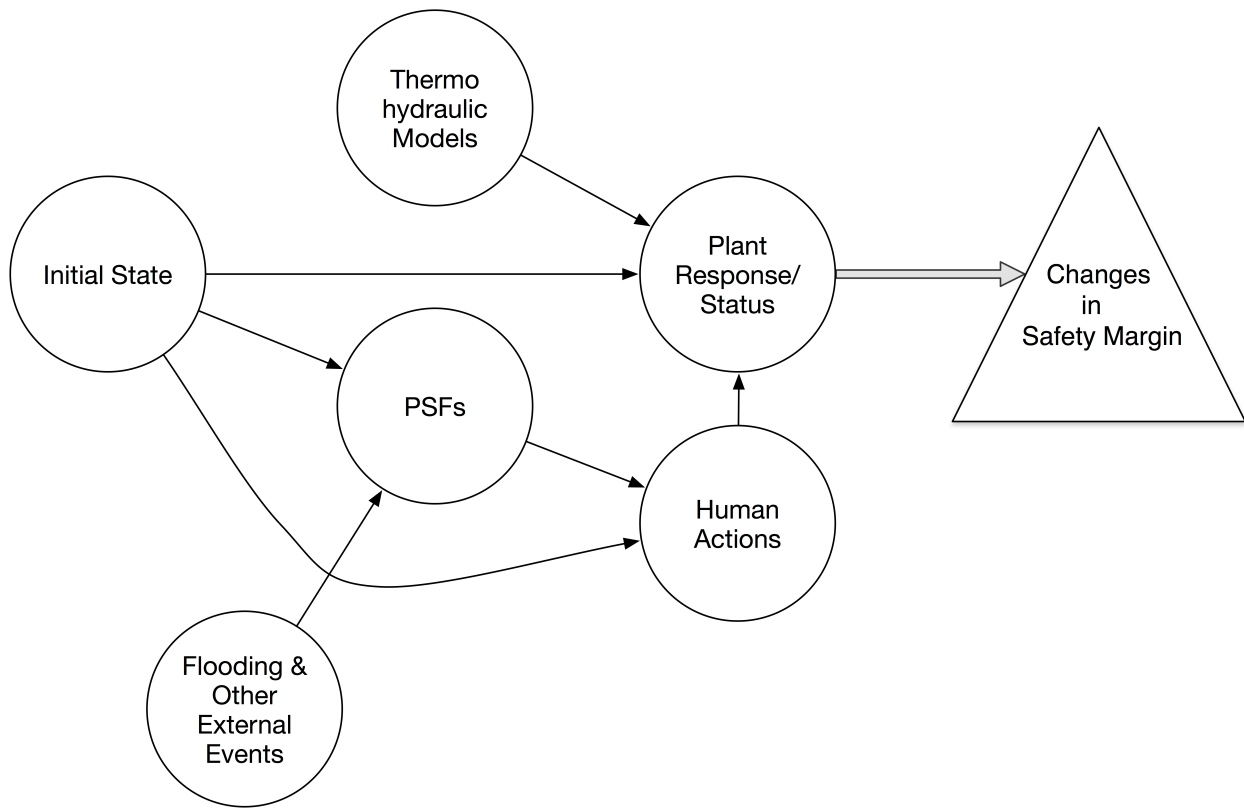 Thermo
hydraulic
Models
Initial State
Plant
Response/
Status
Changes
in
Safety Margin
PSFs
Human
Actions
Flooding &
Other
External
Events